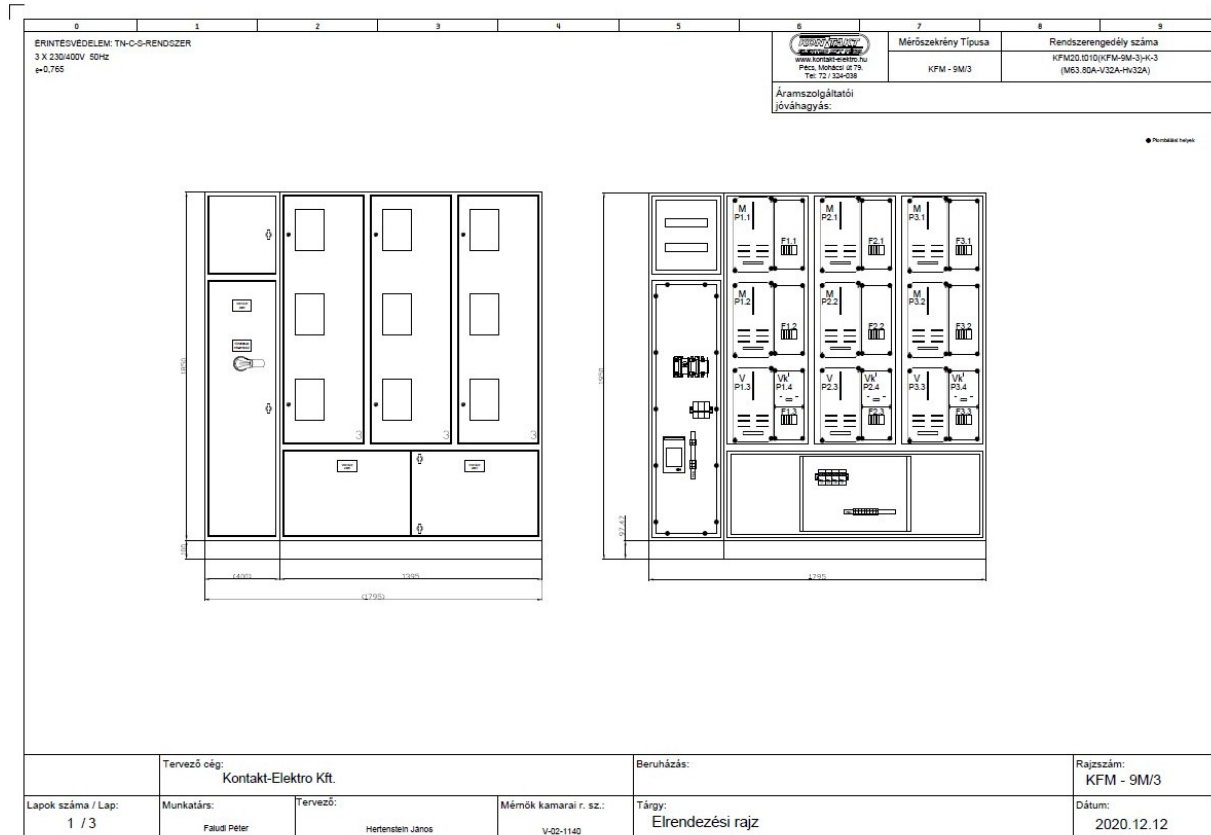 0 1 2 3 4 5 6 7 8 9
ÉRINTÉSVÉDELEM: TN-C-S-RENDSZER
3 X 230/400V 50Hz
e=0,765
www.kontakt-elektro.hu
Pécs, Mohácsi út 79.
Tel: 72 / 324-038
Mérőszekrény Típusa
KFM - 9M/3
Rendszerengedély száma
KFM20.I010(KFM-9M-3)-K-3
(M63.80A-V32A-Hv32A)
Áramszolgáltatói
jóváhagyás:
Plombálási helyek
M
P1.1
F1.1
M
P2.1
F2.1
M
P3.1
F3.1
M
P1.2
F1.2
M
P2.2
F2.2
M
P3.2
F3.2
V
P1.3
Vk'
P1.4
F1.3
V
P2.3
Vk'
P2.4
F2.3
V
P3.3
Vk'
P3.4
F3.3
3 3 3
1850
100
(400)
1395
(1795)
1950
97.47
1795
Tervező cég:
Kontakt-Elektro Kft.
Beruházás:
Rajzszám:
KFM - 9M/3
Lapok száma / Lap:
1 / 3
Munkatárs:
Faludi Péter
Tervező:
Hertenstein János
Mérnök kamarai r. sz.:
V-02-1140
Tárgy:
Elrendezési rajz
Dátum:
2020.12.12